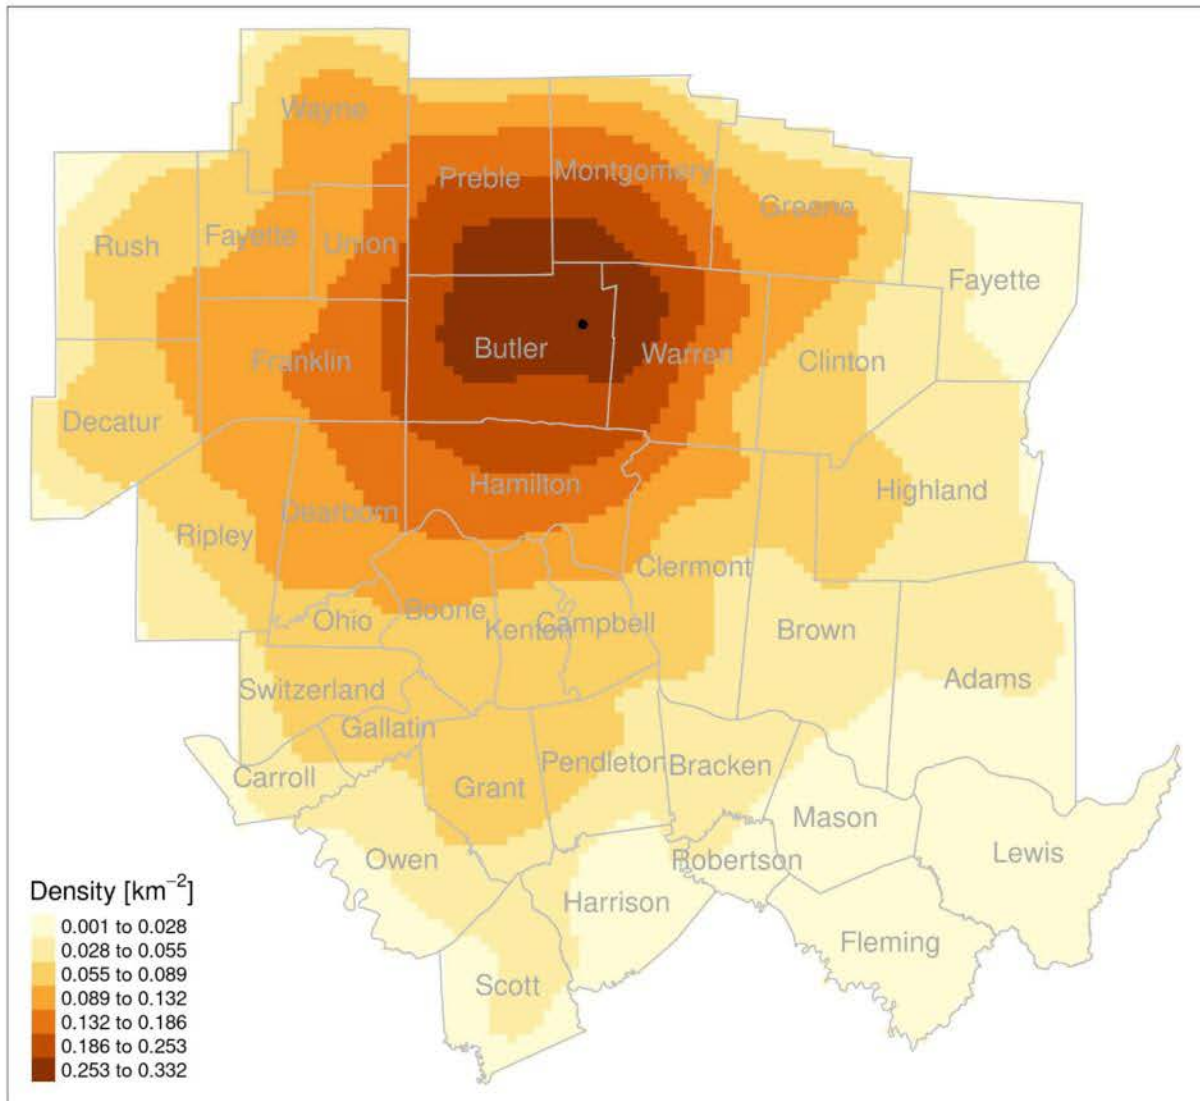 Wayne
Preble
Montgomery
Greene
Rush
Fayette
Union
Fayette
Butler
Warren
Clinton
Franklin
Decatur
Hamilton
Highland
Dearborn
Ripley
Clermont
Ohio
Boone
Kenton
Campbell
Brown
Adams
Switzerland
Gallatin
Carroll
Grant
Pendleton
Bracken
Mason
Owen
Robertson
Lewis
Harrison
Fleming
Scott
Density [km⁻²]
0.001 to 0.028
0.028 to 0.055
0.055 to 0.089
0.089 to 0.132
0.132 to 0.186
0.186 to 0.253
0.253 to 0.332